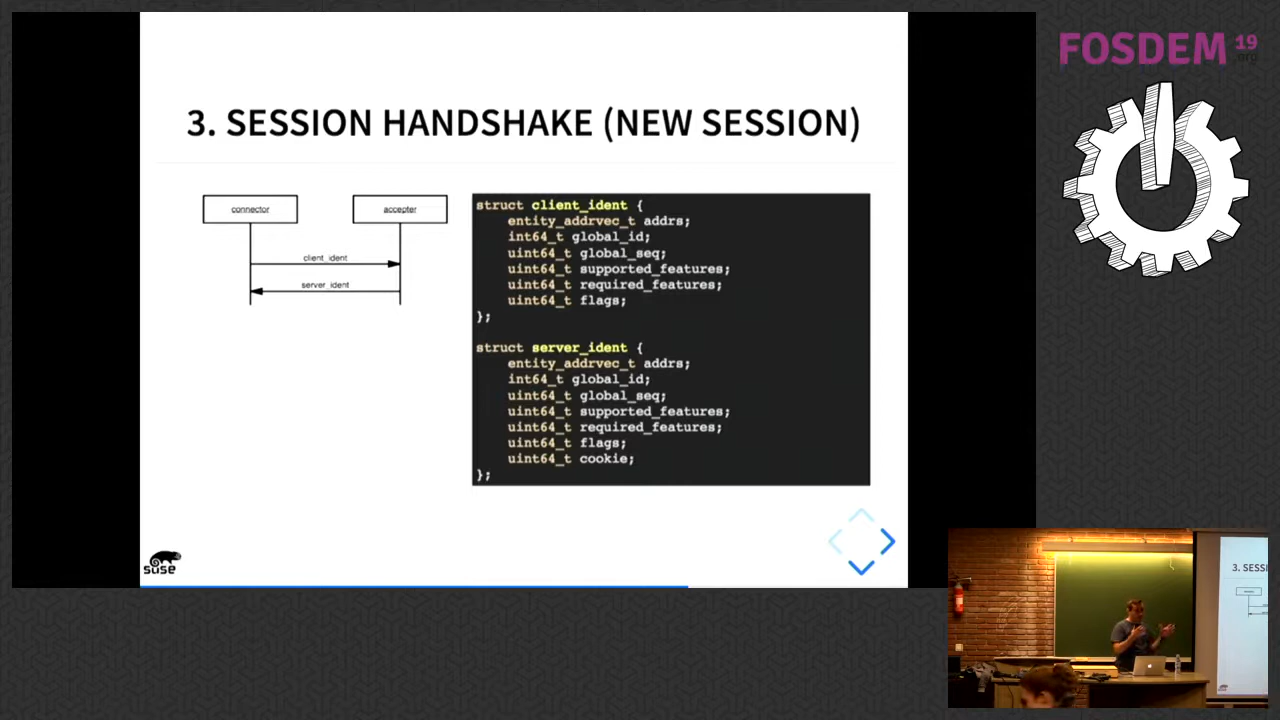 FOSDEM 19
.org
3. SESSION HANDSHAKE (NEW SESSION)
connector
accepter
client_ident
server_ident
struct client_ident {
entity_addrvec_t addrs;
int64_t global_id;
uint64_t global_seq;
uint64_t supported_features;
uint64_t required_features;
uint64_t flags;
};
struct server_ident {
entity_addrvec_t addrs;
int64_t global_id;
uint64_t global_seq;
uint64_t supported_features;
uint64_t required_features;
uint64_t flags;
uint64_t cookie;
};
SUSE
3. SESSI